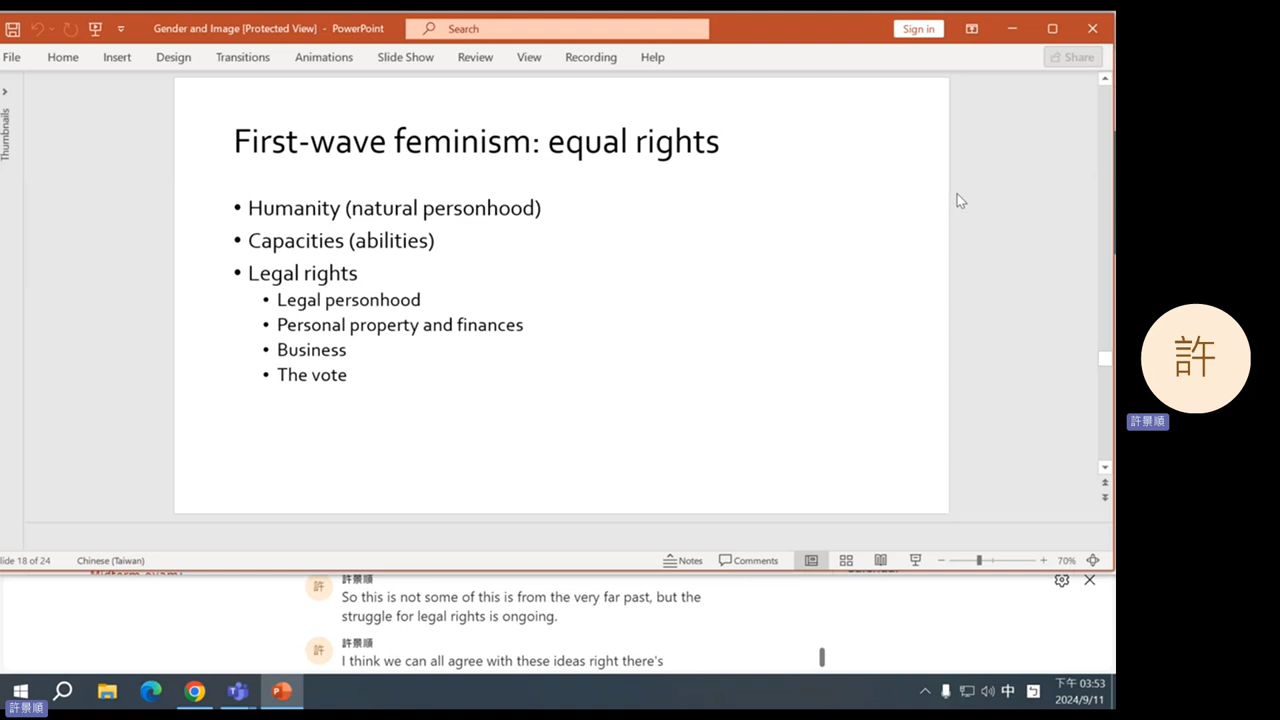 Gender and Image [Protected View] - PowerPoint
Search
Sign in
File Home Insert Design Transitions Animations Slide Show Review View Recording Help
Share
Thumbnails
First-wave feminism: equal rights
• Humanity (natural personhood)
• Capacities (abilities)
• Legal rights
• Legal personhood
• Personal property and finances
• Business
• The vote
許
許景順
lide 18 of 24 Chinese (Taiwan)
Notes Comments 70%
許 許景順
So this is not some of this is from the very far past, but the
struggle for legal rights is ongoing.
許 許景順
I think we can all agree with these ideas right there's
中
下午 03:53
2024/9/11
許景順